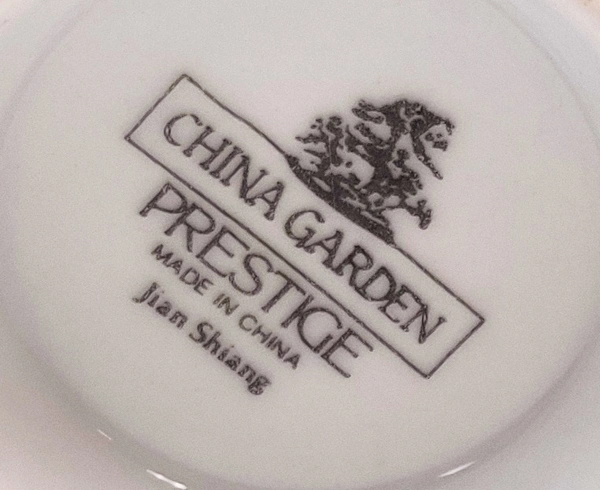 CHINA GARDEN
PRESTIGE
MADE IN CHINA
Jian Shiang